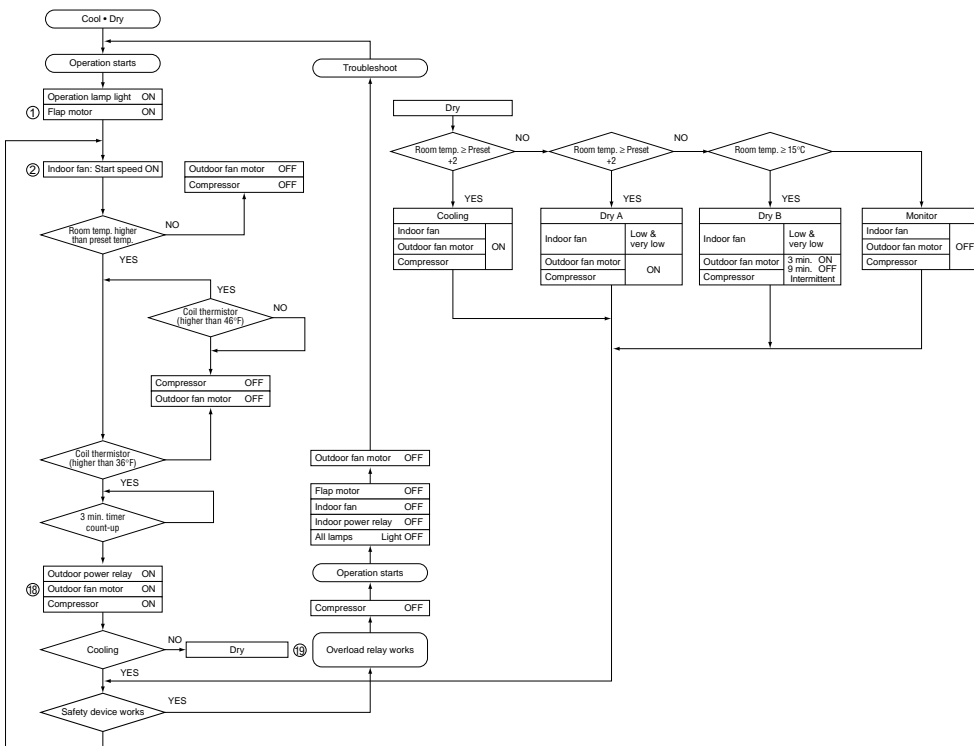 Cool • Dry
Operation starts
Operation lamp light ON
① Flap motor ON
② Indoor fan: Start speed ON
Outdoor fan motor OFF
Compressor OFF
Room temp. higher
than preset temp.
NO
YES
YES
Coil thermistor
(higher than 46°F)
NO
Compressor OFF
Outdoor fan motor OFF
Coil thermistor
(higher than 36°F)
YES
3 min. timer
count-up
Outdoor power relay ON
⑱ Outdoor fan motor ON
Compressor ON
Cooling
NO
Dry
YES
Safety device works
YES
Troubleshoot
Outdoor fan motor OFF
Flap motor OFF
Indoor fan OFF
Indoor power relay OFF
All lamps Light OFF
Operation starts
Compressor OFF
⑲ Overload relay works
Dry
Room temp. ≥ Preset
+2
NO
YES
Room temp. ≥ Preset
+2
NO
YES
Room temp. ≥ 15°C
NO
YES
Cooling
Indoor fan
Outdoor fan motor
Compressor
ON
Dry A
Indoor fan
Low &
very low
Outdoor fan motor
Compressor
ON
Dry B
Indoor fan
Low &
very low
Outdoor fan motor
Compressor
3 min. ON
9 min. OFF
Intermittent
Monitor
Indoor fan
Outdoor fan motor
Compressor
OFF